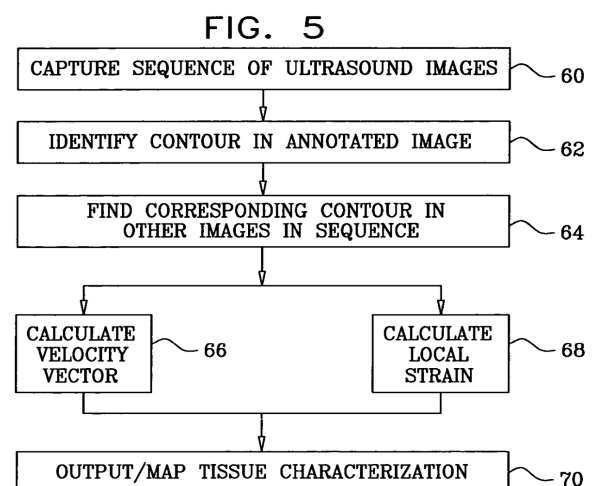 FIG. 5
CAPTURE SEQUENCE OF ULTRASOUND IMAGES
60
IDENTIFY CONTOUR IN ANNOTATED IMAGE
62
FIND CORRESPONDING CONTOUR IN
OTHER IMAGES IN SEQUENCE
64
CALCULATE
VELOCITY
VECTOR
66
CALCULATE
LOCAL
STRAIN
68
OUTPUT/MAP TISSUE CHARACTERIZATION
70